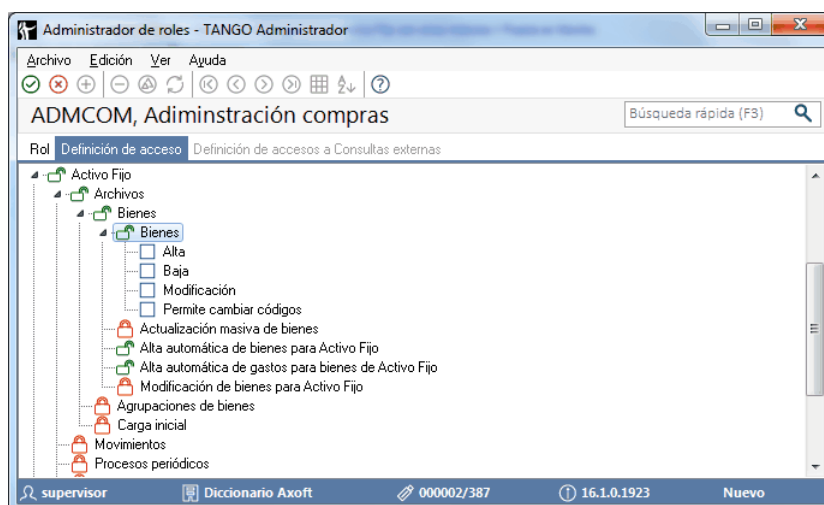 Administrador de roles - TANGO Administrador
Archivo Edición Ver Ayuda
ADMCOM, Adiminstración compras
Búsqueda rápida (F3)
Rol Definición de acceso Definición de accesos a Consultas externas
Activo Fijo
Archivos
Bienes
Bienes
Alta
Baja
Modificación
Permite cambiar códigos
Actualización masiva de bienes
Alta automática de bienes para Activo Fijo
Alta automática de gastos para bienes de Activo Fijo
Modificación de bienes para Activo Fijo
Agrupaciones de bienes
Carga inicial
Movimientos
Procesos periódicos
supervisor Diccionario Axoft 000002/387 16.1.0.1923 Nuevo